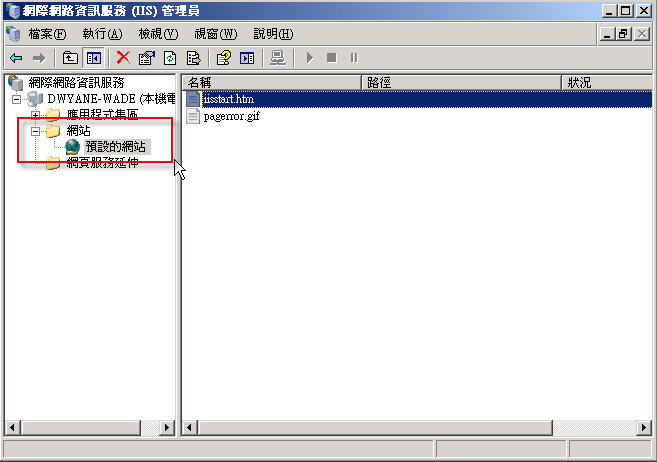 網際網路資訊服務 (IIS) 管理員
檔案(F) 執行(A) 檢視(V) 視窗(W) 說明(H)
網際網路資訊服務
DWYANE-WADE (本機電
應用程式集區
網站
預設的網站
網頁服務延伸
名稱 路徑 狀況
iisstart.htm
pagerror.gif